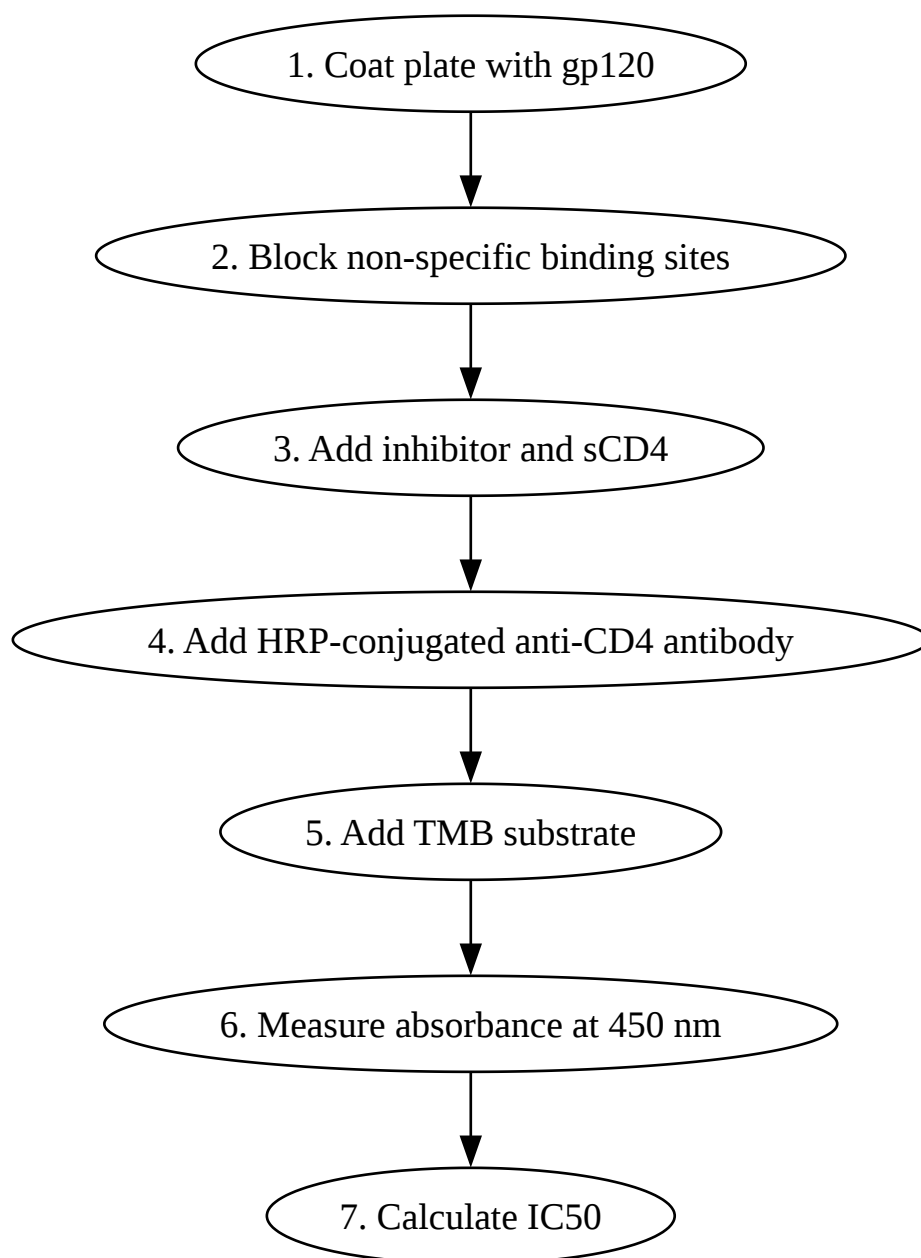 1. Coat plate with gp120
2. Block non-specific binding sites
3. Add inhibitor and sCD4
4. Add HRP-conjugated anti-CD4 antibody
5. Add TMB substrate
6. Measure absorbance at 450 nm
7. Calculate IC50